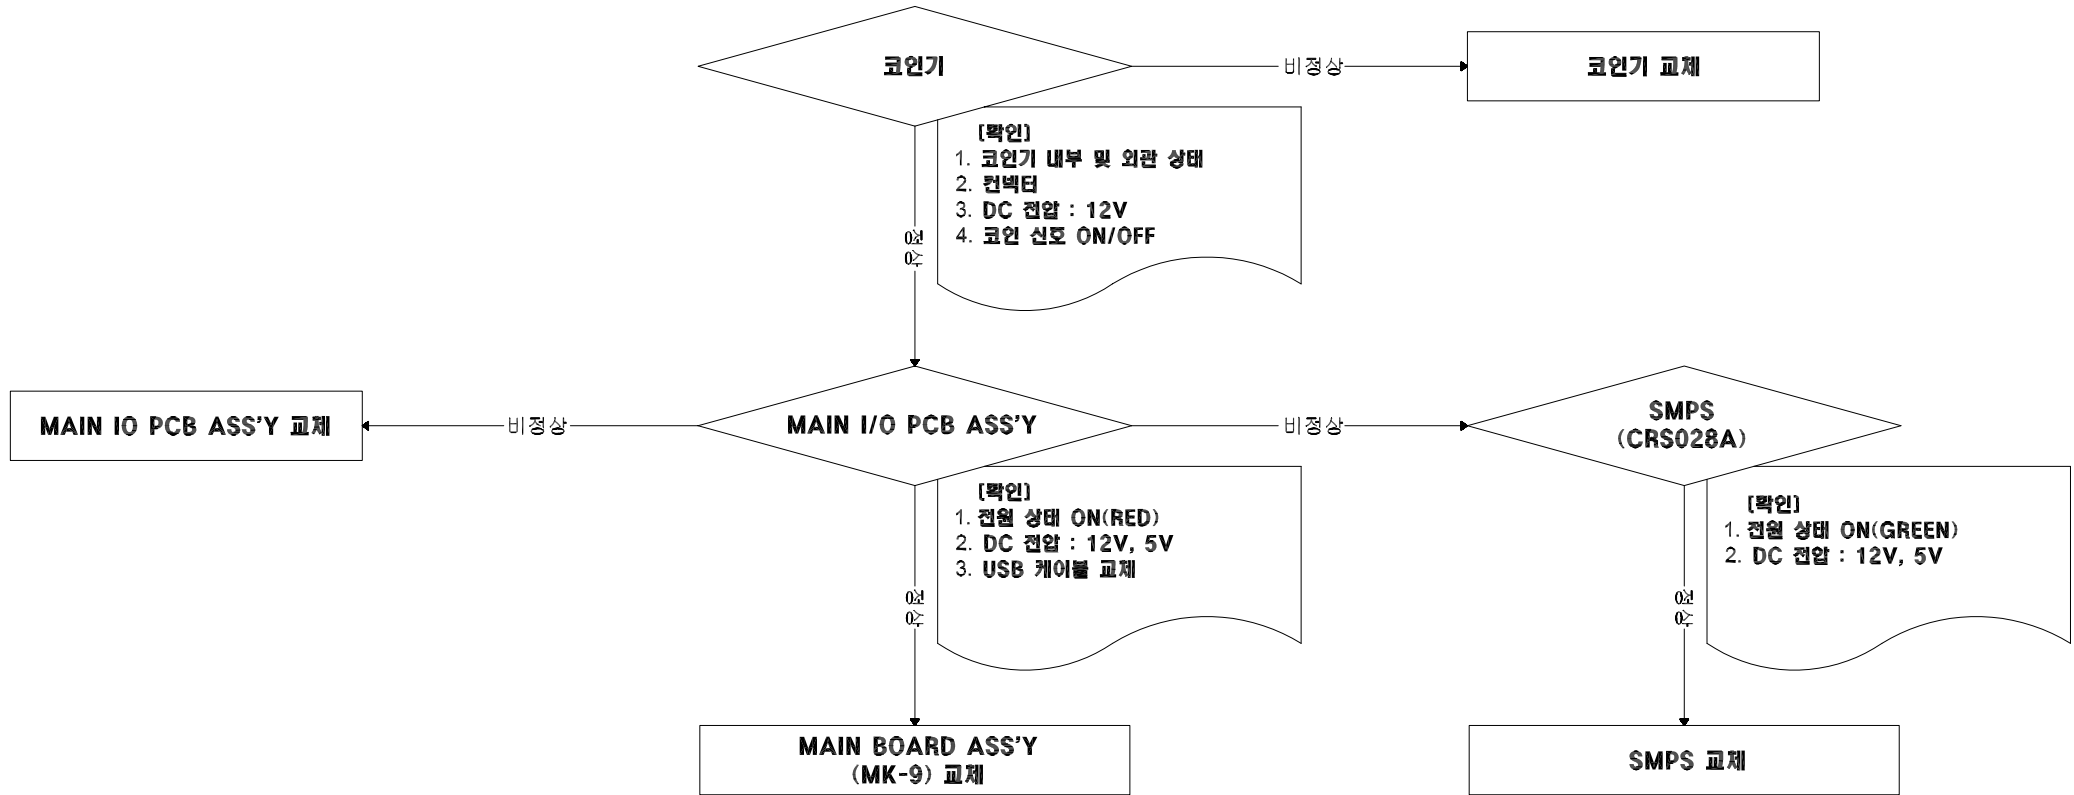 코인기
비정상
코인기 교체
[확인]
1. 코인기 내부 및 외관 상태
2. 컨넥터
3. DC 전압 : 12V
4. 코인 신호 ON/OFF
정상
MAIN IO PCB ASS'Y 교체
비정상
MAIN I/O PCB ASS'Y
비정상
SMPS
(CRS028A)
[확인]
1. 전원 상태 ON(RED)
2. DC 전압 : 12V, 5V
3. USB 케이블 교체
정상
[확인]
1. 전원 상태 ON(GREEN)
2. DC 전압 : 12V, 5V
정상
MAIN BOARD ASS'Y
(MK-9) 교체
SMPS 교체